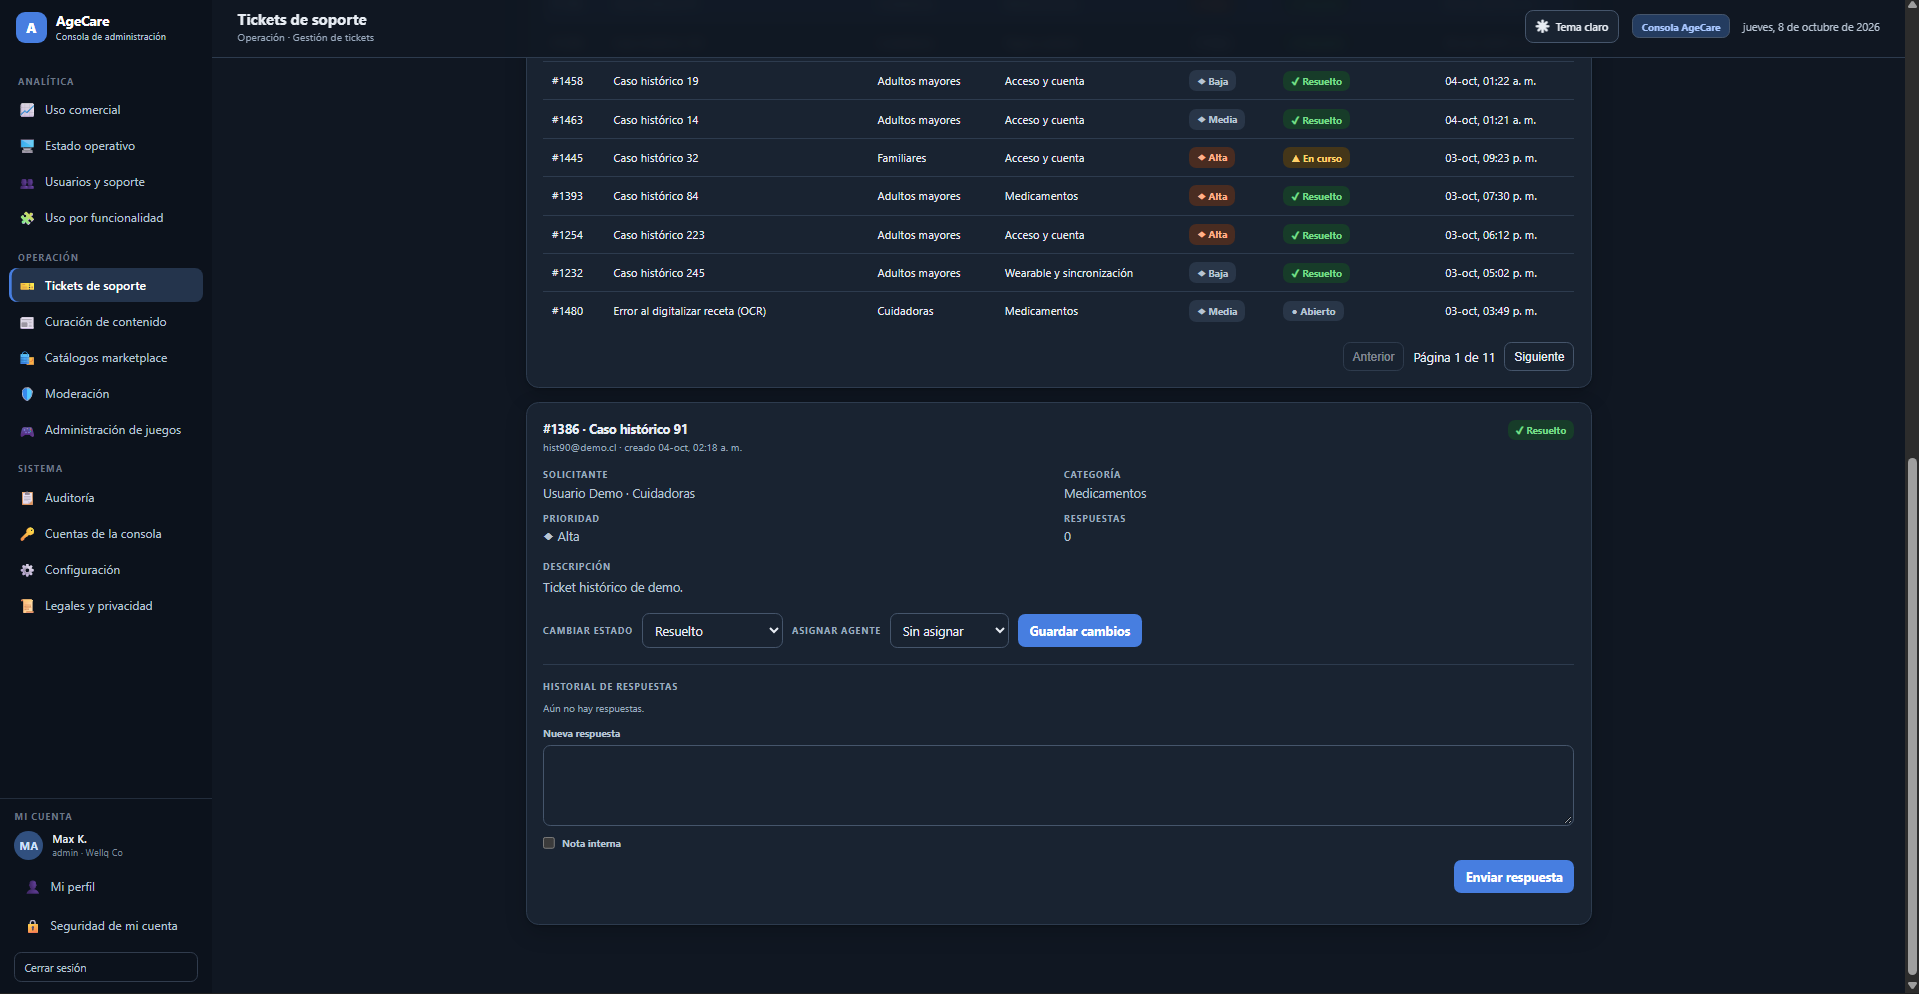 A
AgeCare
Consola de administración
ANALÍTICA
Uso comercial
Estado operativo
Usuarios y soporte
Uso por funcionalidad
OPERACIÓN
Tickets de soporte
Curación de contenido
Catálogos marketplace
Moderación
Administración de juegos
SISTEMA
Auditoría
Cuentas de la consola
Configuración
Legales y privacidad
MI CUENTA
MA
Max K.
admin · Wellq Co
Mi perfil
Seguridad de mi cuenta
Cerrar sesión
Tickets de soporte
Operación · Gestión de tickets
Tema claro
Consola AgeCare
jueves, 8 de octubre de 2026
#1458 Caso histórico 19 Adultos mayores Acceso y cuenta ◆ Baja ✓ Resuelto 04-oct, 01:22 a. m.
#1463 Caso histórico 14 Adultos mayores Acceso y cuenta ◆ Media ✓ Resuelto 04-oct, 01:21 a. m.
#1445 Caso histórico 32 Familiares Acceso y cuenta ◆ Alta ▲ En curso 03-oct, 09:23 p. m.
#1393 Caso histórico 84 Adultos mayores Medicamentos ◆ Alta ✓ Resuelto 03-oct, 07:30 p. m.
#1254 Caso histórico 223 Adultos mayores Acceso y cuenta ◆ Alta ✓ Resuelto 03-oct, 06:12 p. m.
#1232 Caso histórico 245 Adultos mayores Wearable y sincronización ◆ Baja ✓ Resuelto 03-oct, 05:02 p. m.
#1480 Error al digitalizar receta (OCR) Cuidadoras Medicamentos ◆ Media ● Abierto 03-oct, 03:49 p. m.
Anterior Página 1 de 11 Siguiente
#1386 · Caso histórico 91 ✓ Resuelto
hist90@demo.cl · creado 04-oct, 02:18 a. m.
SOLICITANTE CATEGORÍA
Usuario Demo · Cuidadoras Medicamentos
PRIORIDAD RESPUESTAS
◆ Alta 0
DESCRIPCIÓN
Ticket histórico de demo.
CAMBIAR ESTADO Resuelto ASIGNAR AGENTE Sin asignar Guardar cambios
HISTORIAL DE RESPUESTAS
Aún no hay respuestas.
Nueva respuesta
Nota interna
Enviar respuesta